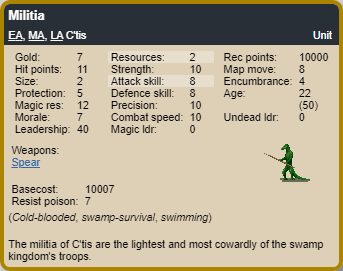 Militia
EA, MA, LA C'tis Unit
Gold: 7 Resources: 2 Rec points: 10000
Hit points: 11 Strength: 10 Map move: 8
Size: 2 Attack skill: 8 Encumbrance: 4
Protection: 5 Defence skill: 8 Age: 22
Magic res: 12 Precision: 10 (50)
Morale: 7 Combat speed: 10 Undead ldr: 0
Leadership: 40 Magic ldr: 0
Weapons:
Spear
Basecost: 10007
Resist poison: 7
(Cold-blooded, swamp-survival, swimming)
The militia of C'tis are the lightest and most cowardly of the swamp
kingdom's troops.